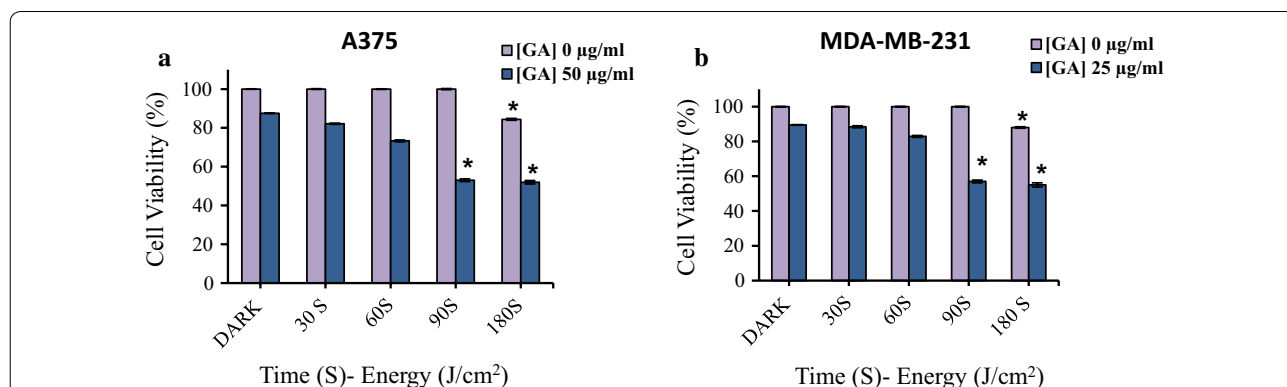 a
A375
[GA] 0 µg/ml
[GA] 50 µg/ml
Cell Viability (%)
100
80
60
40
20
0
*
*
*
DARK
30 S
60S
90S
180S
Time (S)- Energy (J/cm²)
b
MDA-MB-231
[GA] 0 µg/ml
[GA] 25 µg/ml
Cell Viability (%)
100
80
60
40
20
0
*
*
*
DARK
30S
60S
90S
180 S
Time (S)- Energy (J/cm²)